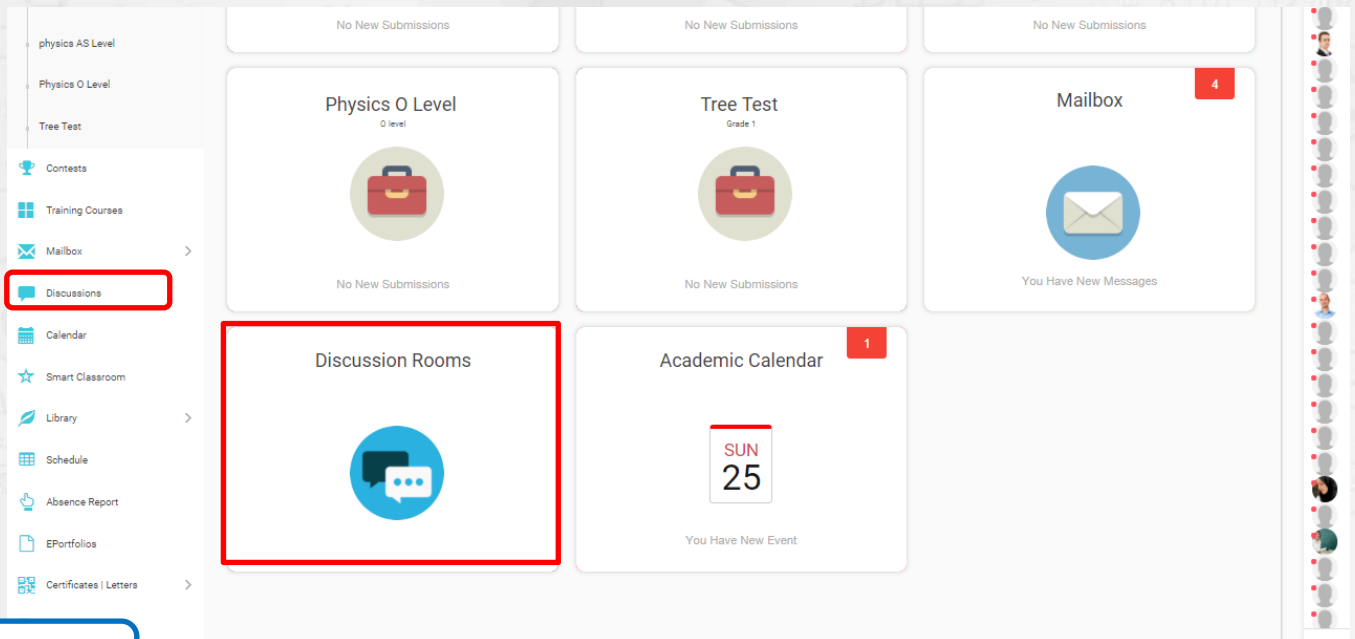 physics AS Level
Physics O Level
Tree Test
Contests
Training Courses
Mailbox
Discussions
Calendar
Smart Classroom
Library
Schedule
Absence Report
EPortfolios
Certificates | Letters
No New Submissions
No New Submissions
No New Submissions
Physics O Level
O level
No New Submissions
Tree Test
Grade 1
No New Submissions
4
Mailbox
You Have New Messages
Discussion Rooms
1
Academic Calendar
SUN
25
You Have New Event